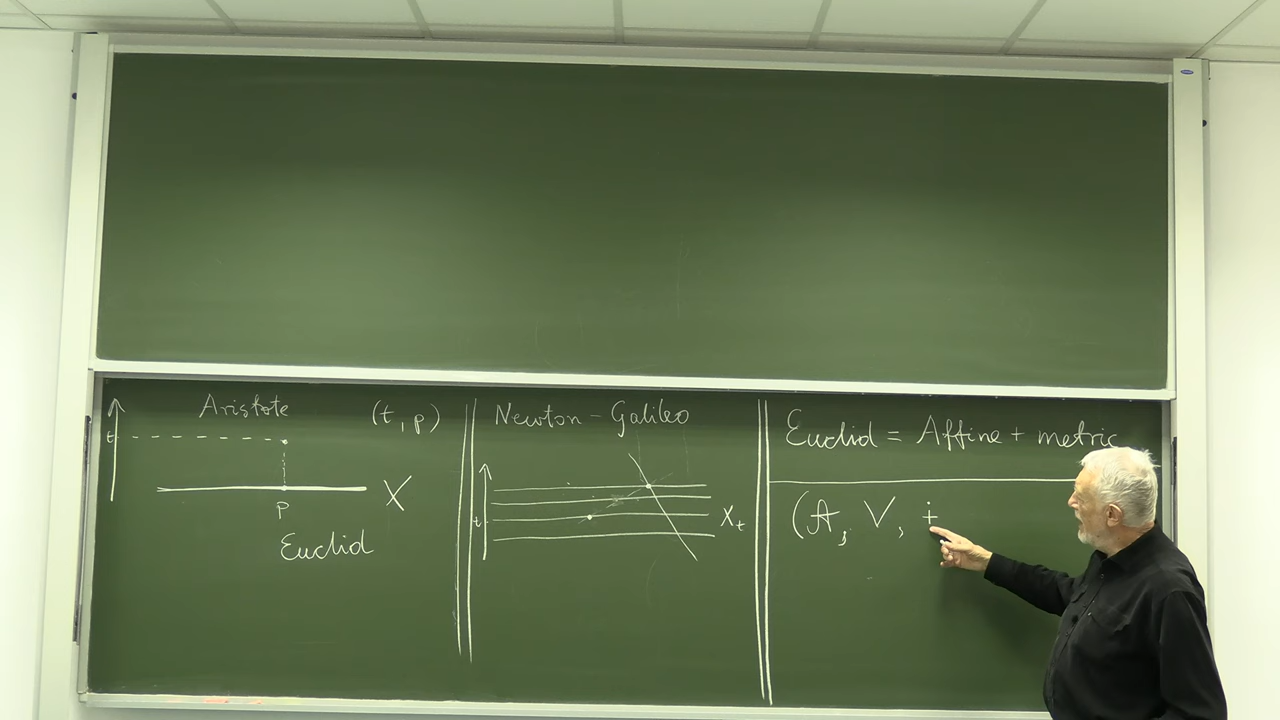 Aristote (t, p)
t
X
p
Euclid
Newton - Galileo
t
X_t
Euclid = Affine + metric
(A, V, ∔